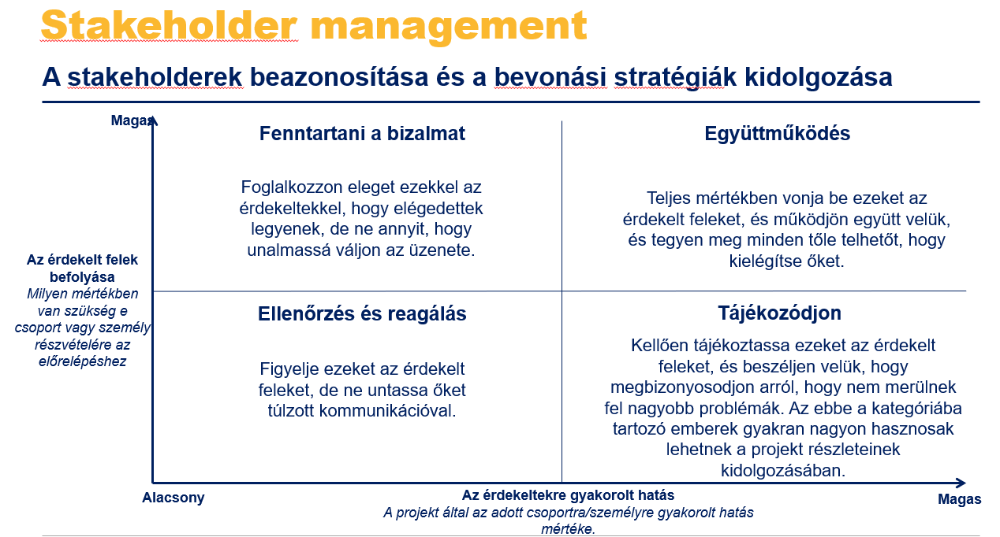 Stakeholder management
A stakeholderek beazonosítása és a bevonási stratégiák kidolgozása
Magas
Fenntartani a bizalmat
Foglalkozzon eleget ezekkel az
érdekeltekkel, hogy elégedettek
legyenek, de ne annyit, hogy
unalmassá váljon az üzenete.
Együttműködés
Teljes mértékben vonja be ezeket az
érdekelt feleket, és működjön együtt velük,
és tegyen meg minden tőle telhetőt, hogy
kielégítse őket.
Az érdekelt felek
befolyása
Milyen mértékben
van szükség e
csoport vagy személy
részvételére az
előrelépéshez
Ellenőrzés és reagálás
Figyelje ezeket az érdekelt
feleket, de ne untassa őket
túlzott kommunikációval.
Tájékozódjon
Kellően tájékoztassa ezeket az érdekelt
feleket, és beszéljen velük, hogy
megbizonyosodjon arról, hogy nem merülnek
fel nagyobb problémák. Az ebbe a kategóriába
tartozó emberek gyakran nagyon hasznosak
lehetnek a projekt részleteinek
kidolgozásában.
Alacsony
Az érdekeltekre gyakorolt hatás
A projekt által az adott csoportra/személyre gyakorolt hatás
mértéke.
Magas